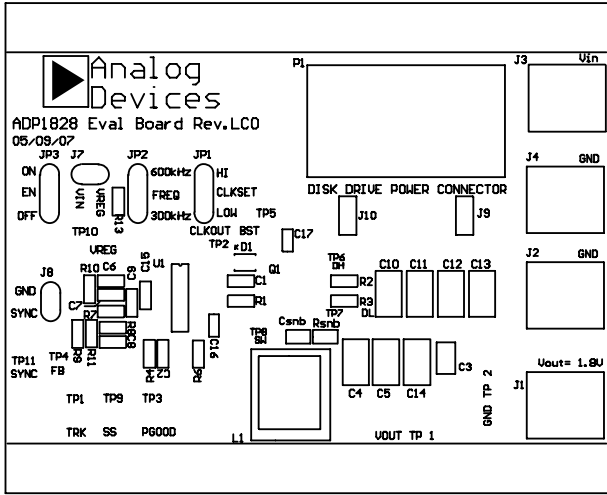 Analog
Devices
ADP1828 Eval Board Rev.LC0
05/09/07
P1
J3
Vin
JP3
J7
JP2
JP1
ON
EN
OFF
VIN
VREG
R13
600kHz
FREQ
300kHz
HI
CLKSET
LOW
TP5
DISK DRIVE POWER CONNECTOR
J4
GND
TP10
CLKOUT
BST
TP2
D1
C17
J10
J9
VREG
R10
C6
C9
C15
U1
Q1
TP6
DH
C10
C11
C12
C13
J2
GND
J8
GND
SYNC
C7
R7
C1
R1
R2
R3
TP7
DL
R8
C8
R9
R11
R4
C2
R6
C16
TP8
SW
Csnb
Rsnb
TP11
SYNC
TP4
FB
C3
C4
C5
C14
GND TP 2
J1
Vout= 1.8V
TP1
TP9
TP3
TRK
SS
PGOOD
L1
VOUT TP 1